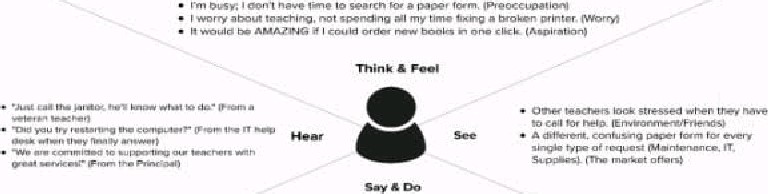 • I'm busy; I don't have time to search for a paper form. (Preoccupation)
• I worry about teaching, not spending all my time fixing a broken printer. (Worry)
• It would be AMAZING if I could order new books in one click. (Aspiration)
Think & Feel
• "Just call the janitor, he'll know what to do." (From a
veteran teacher)
• "Did you try restarting the computer?" (From the IT help
desk when they finally answer)
• "We are committed to supporting our teachers with
great services!" (From the Principal)
Hear
See
• Other teachers look stressed when they have
to call for help. (Environment/Friends)
• A different, confusing paper form for every
single type of request (Maintenance, IT,
Supplies). (The market offers)
Say & Do